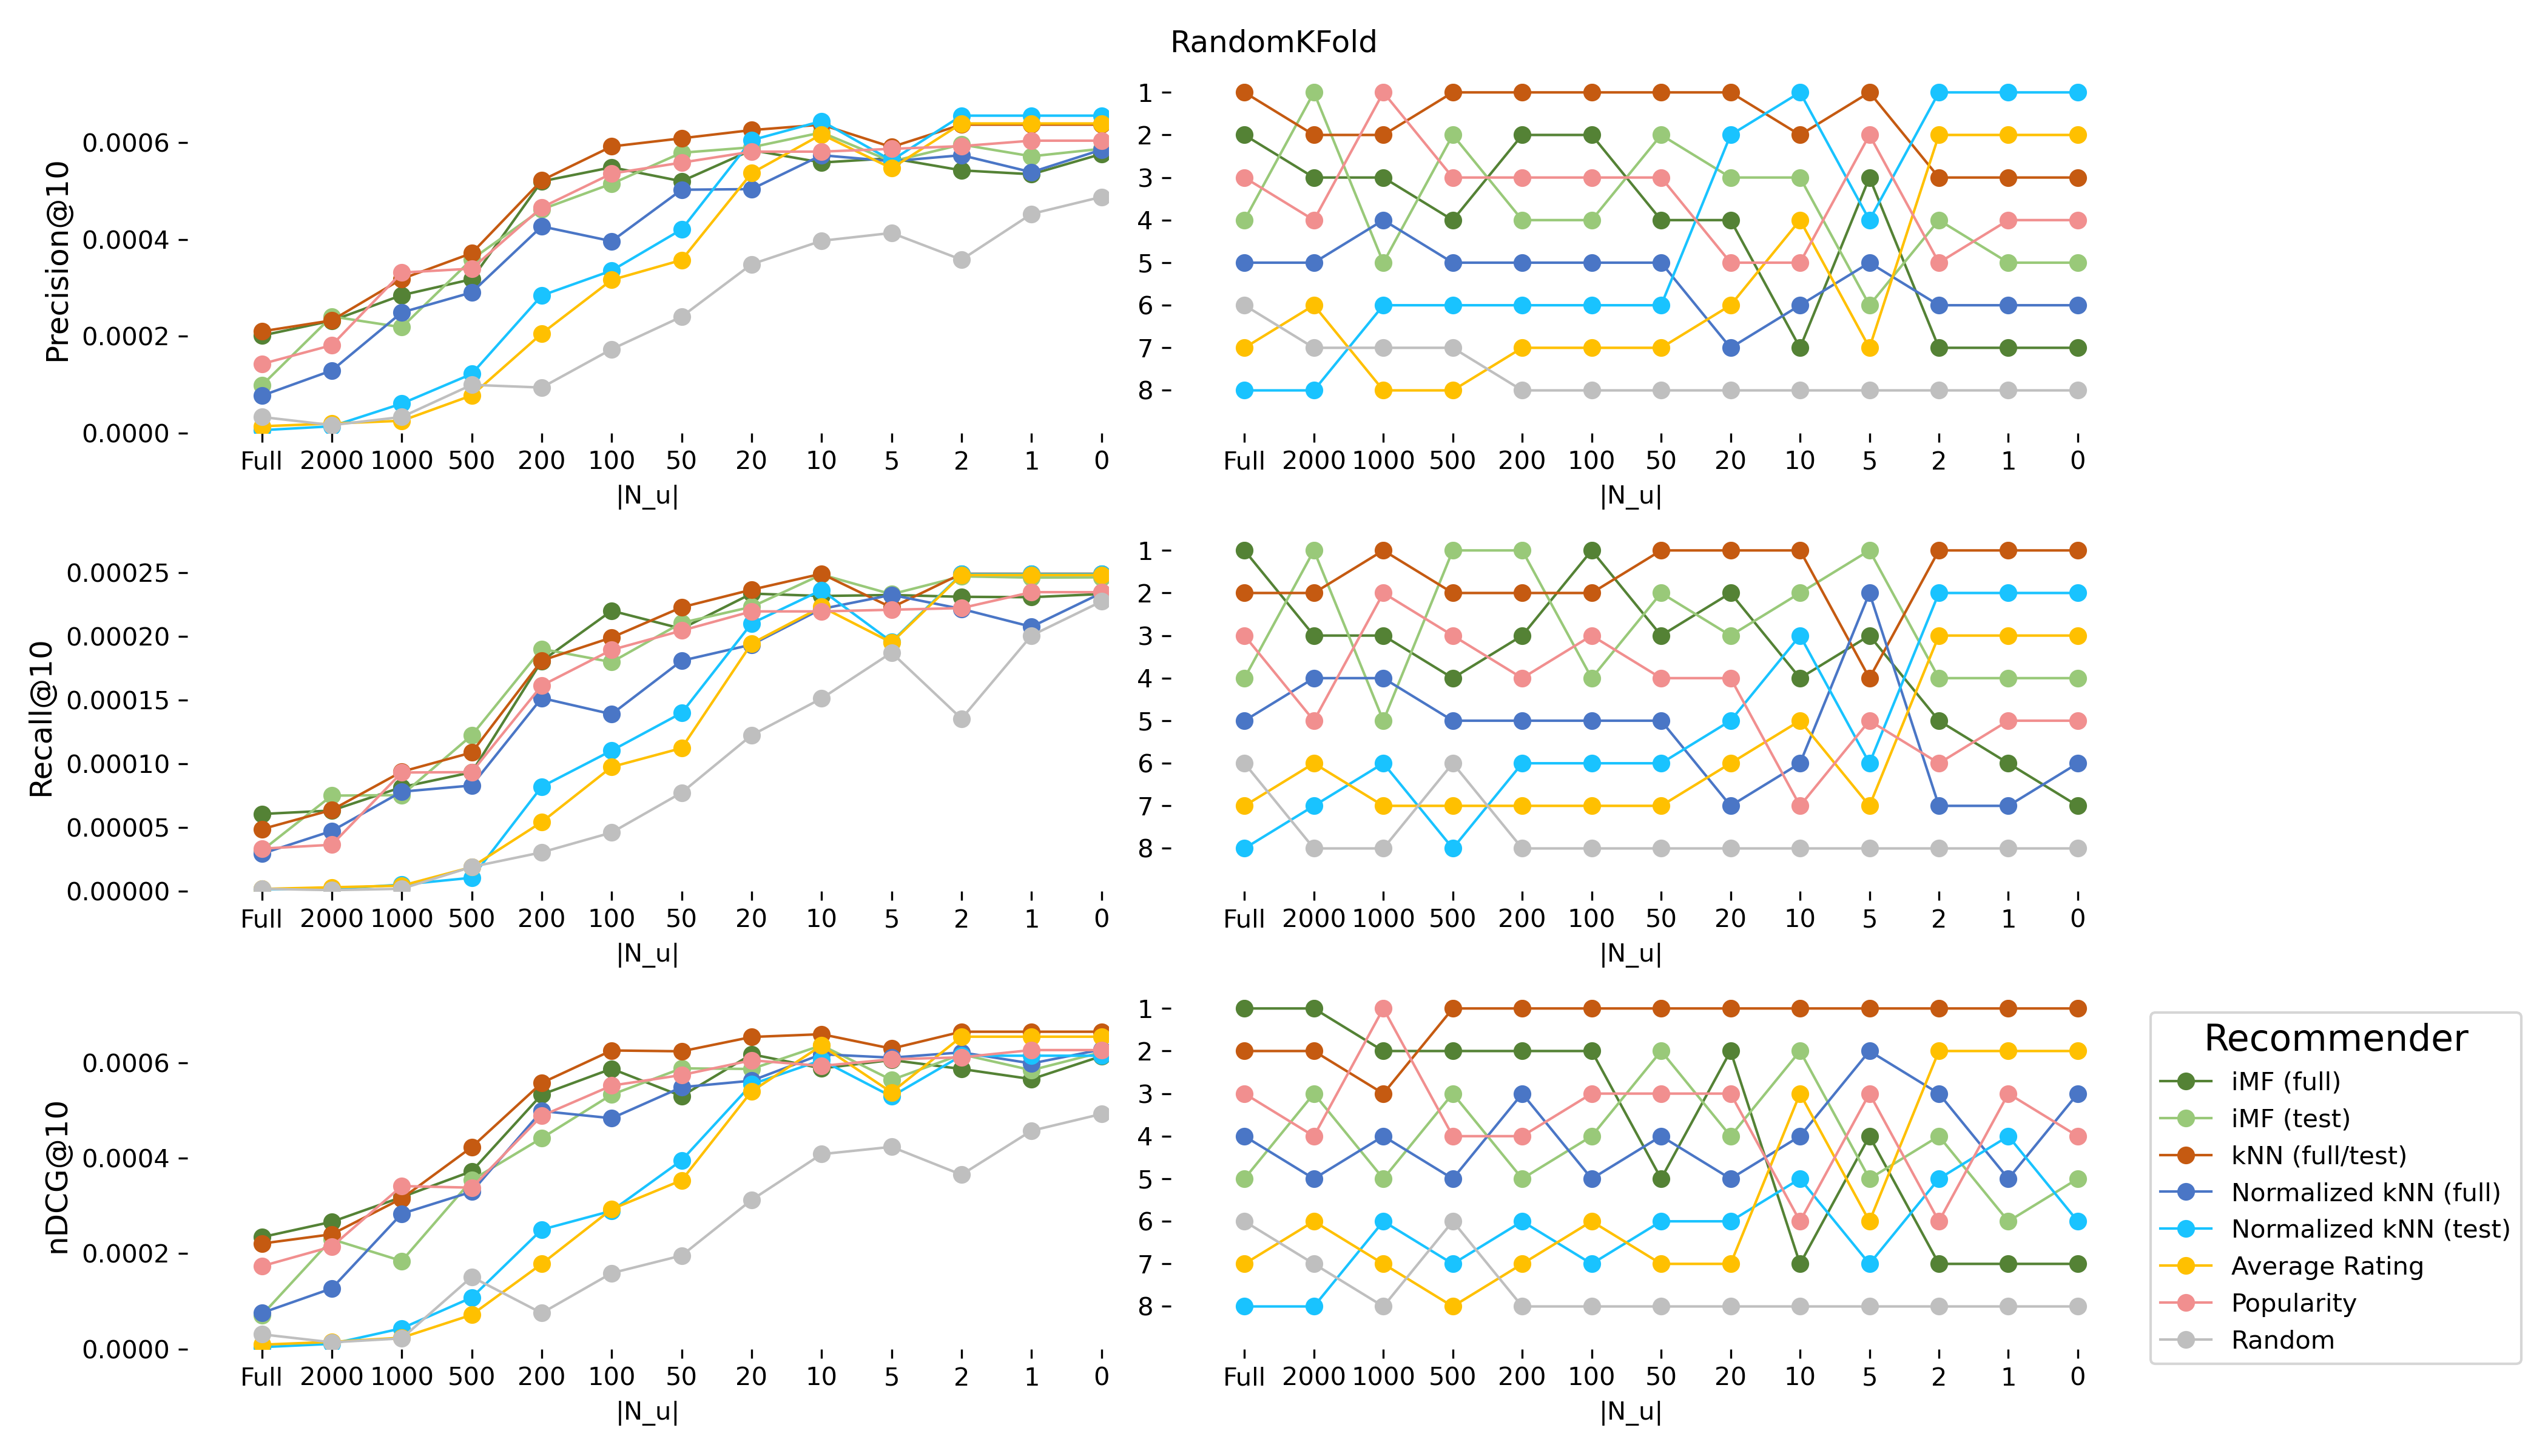 RandomKFold
Precision@10
0.0006
0.0004
0.0002
0.0000
Full 2000 1000 500 200 100 50 20 10 5 2 1 0
|N_u|
1
2
3
4
5
6
7
8
Full 2000 1000 500 200 100 50 20 10 5 2 1 0
|N_u|
Recall@10
0.00025
0.00020
0.00015
0.00010
0.00005
0.00000
Full 2000 1000 500 200 100 50 20 10 5 2 1 0
|N_u|
1
2
3
4
5
6
7
8
Full 2000 1000 500 200 100 50 20 10 5 2 1 0
|N_u|
nDCG@10
0.0006
0.0004
0.0002
0.0000
Full 2000 1000 500 200 100 50 20 10 5 2 1 0
|N_u|
1
2
3
4
5
6
7
8
Full 2000 1000 500 200 100 50 20 10 5 2 1 0
|N_u|
Recommender
iMF (full)
iMF (test)
kNN (full/test)
Normalized kNN (full)
Normalized kNN (test)
Average Rating
Popularity
Random